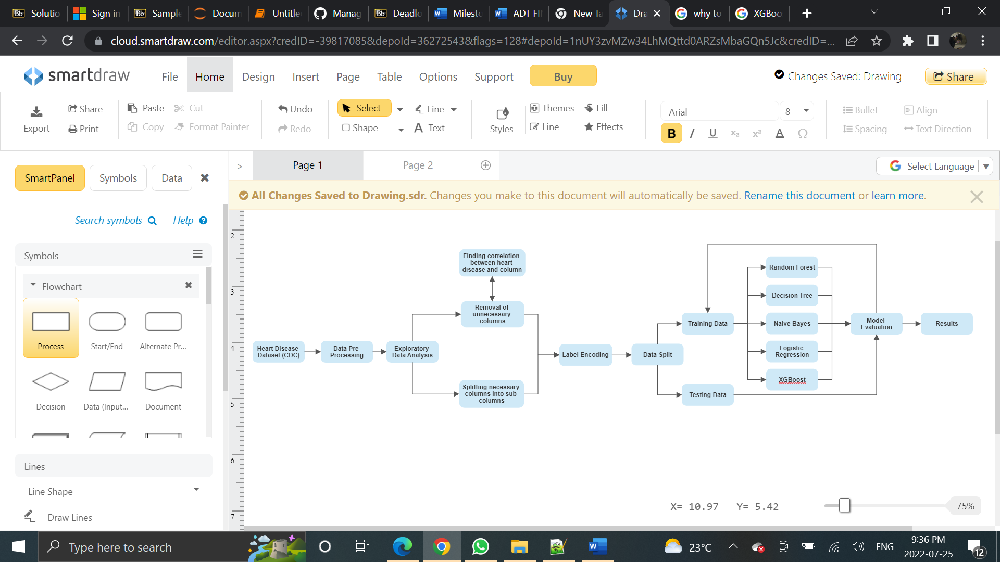 Solutio
Sign in
Sample
Docum
Untitle
Manag
Deadlo
Milesto
ADT FI
New Ta
Dra
why to
XGBoo
cloud.smartdraw.com/editor.aspx?credID=-39817085&depoId=36272543&flags=128#depoId=1nUY3zvMZw34LhMQttd0ARZsMbaGQn5Jc&credID=...
smartdraw
File
Home
Design
Insert
Page
Table
Options
Support
Buy
Changes Saved: Drawing
Share
Export
Share
Print
Paste
Cut
Copy
Format Painter
Undo
Redo
Select
Line
Shape
A Text
Styles
Themes
Fill
Line
Effects
Arial
8
B I U x₂ x² A Ω
Bullet
Align
Spacing
Text Direction
SmartPanel
Symbols
Data
>
Page 1
Page 2
Select Language
All Changes Saved to Drawing.sdr. Changes you make to this document will automatically be saved. Rename this document or learn more.
Search symbols
Help
Symbols
Flowchart
Process
Start/End
Alternate Pr...
Decision
Data (Input...
Document
Lines
Line Shape
Draw Lines
2
3
4
5
6
7
Finding correlation
between heart
disease and column
Removal of
unnecessary
columns
Heart Disease
Dataset (CDC)
Data Pre
Processing
Exploratory
Data Analysis
Splitting necessary
columns into sub
columns
Label Encoding
Data Split
Training Data
Testing Data
Random Forest
Decision Tree
Naive Bayes
Logistic
Regression
XGBoost
Model
Evaluation
Results
X= 10.97 Y= 5.42
75%
Type here to search
23°C
ENG
9:36 PM
2022-07-25
12